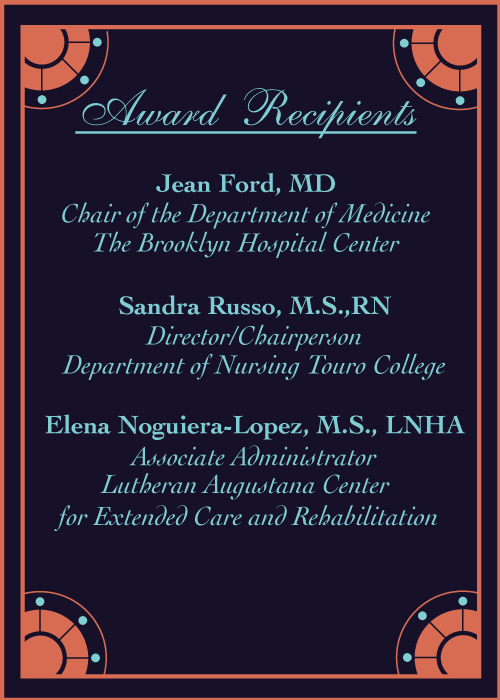 Award Recipients
Jean Ford, MD
Chair of the Department of Medicine
The Brooklyn Hospital Center
Sandra Russo, M.S.,RN
Director/Chairperson
Department of Nursing Touro College
Elena Noguiera-Lopez, M.S., LNHA
Associate Administrator
Lutheran Augustana Center
for Extended Care and Rehabilitation